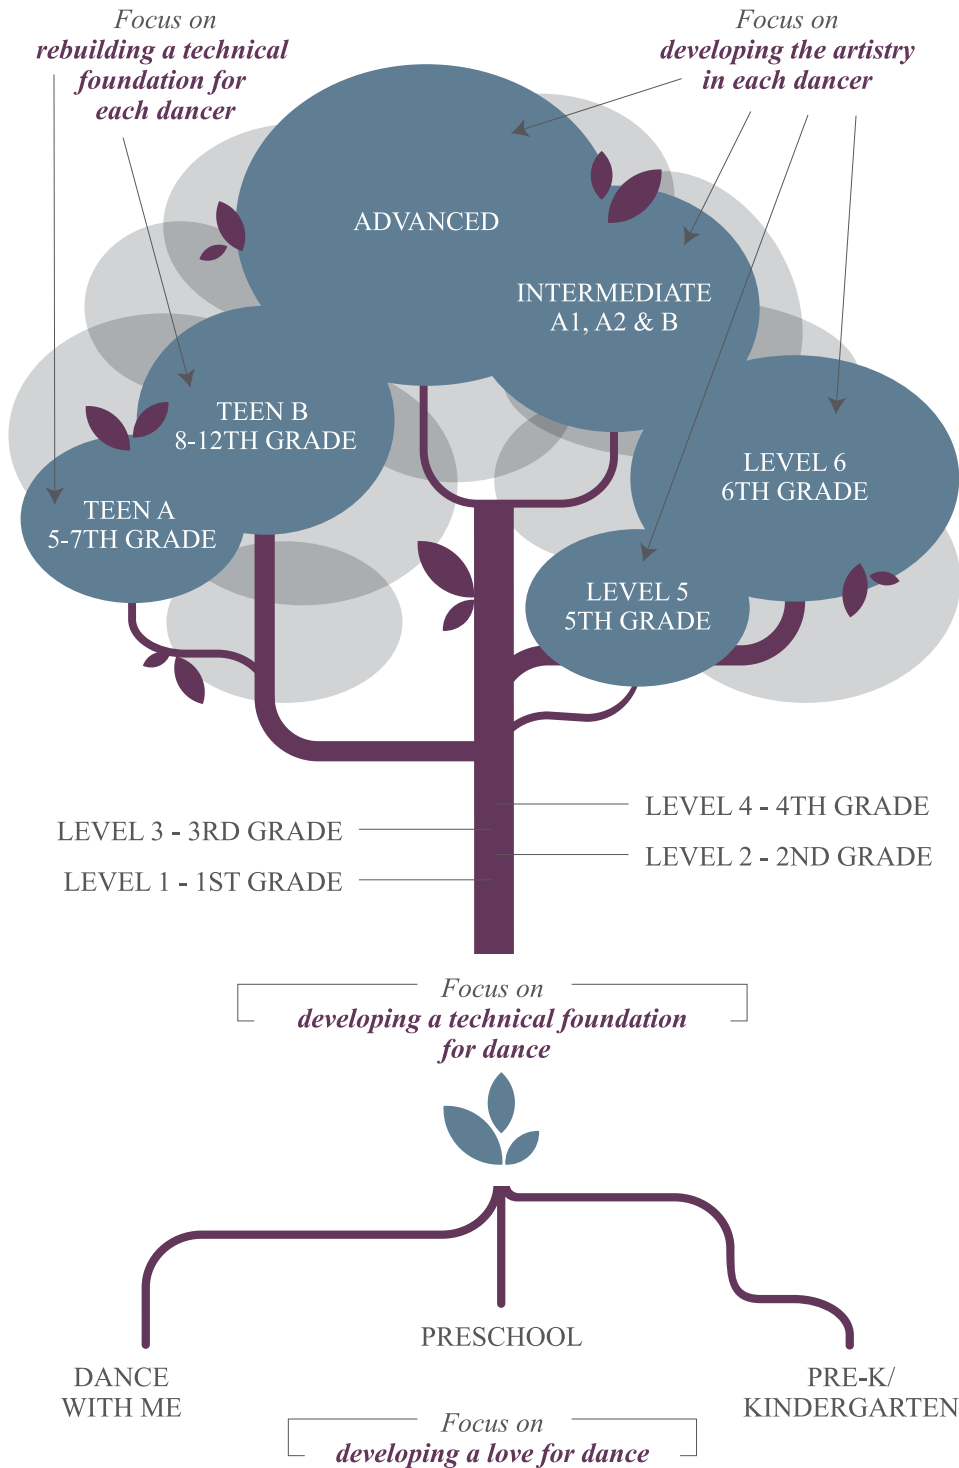 Focus on
rebuilding a technical
foundation for
each dancer
Focus on
developing the artistry
in each dancer
ADVANCED
INTERMEDIATE
A1, A2 & B
TEEN B
8-12TH GRADE
TEEN A
5-7TH GRADE
LEVEL 6
6TH GRADE
LEVEL 5
5TH GRADE
LEVEL 4 - 4TH GRADE
LEVEL 3 - 3RD GRADE
LEVEL 2 - 2ND GRADE
LEVEL 1 - 1ST GRADE
Focus on
developing a technical foundation
for dance
PRESCHOOL
DANCE
WITH ME
PRE-K/
KINDERGARTEN
Focus on
developing a love for dance